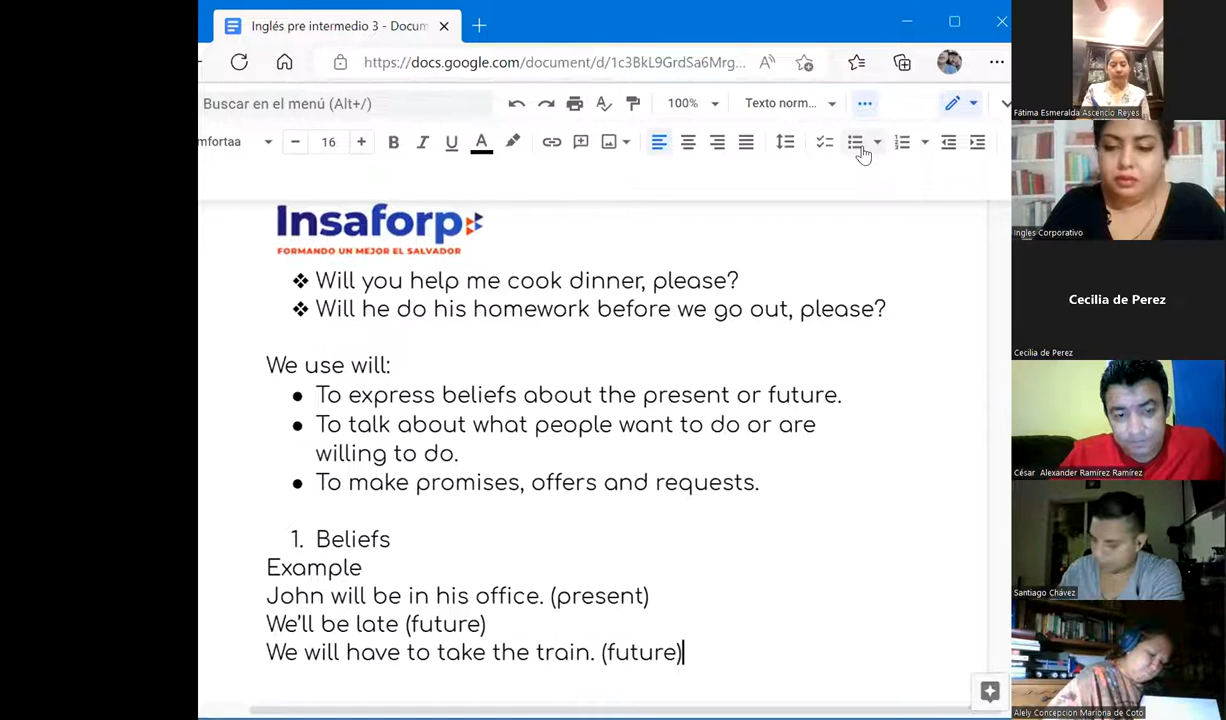 Inglés pre intermedio 3 - Docum
https://docs.google.com/document/d/1c3BkL9GrdSa6Mrg...
Buscar en el menú (Alt+/)
100%
Texto norm...
mfortaa
16
Insaforp
FORMANDO UN MEJOR EL SALVADOR
❖ Will you help me cook dinner, please?
❖ Will he do his homework before we go out, please?
We use will:
● To express beliefs about the present or future.
● To talk about what people want to do or are
willing to do.
● To make promises, offers and requests.
1. Beliefs
Example
John will be in his office. (present)
We'll be late (future)
We will have to take the train. (future)
Fátima Esmeralda Ascencio Reyes
Ingles Corporativo
Cecilia de Perez
Cecilia de Perez
César Alexander Ramírez Ramírez
Santiago Chávez
Alely Concepcion Mariona de Coto